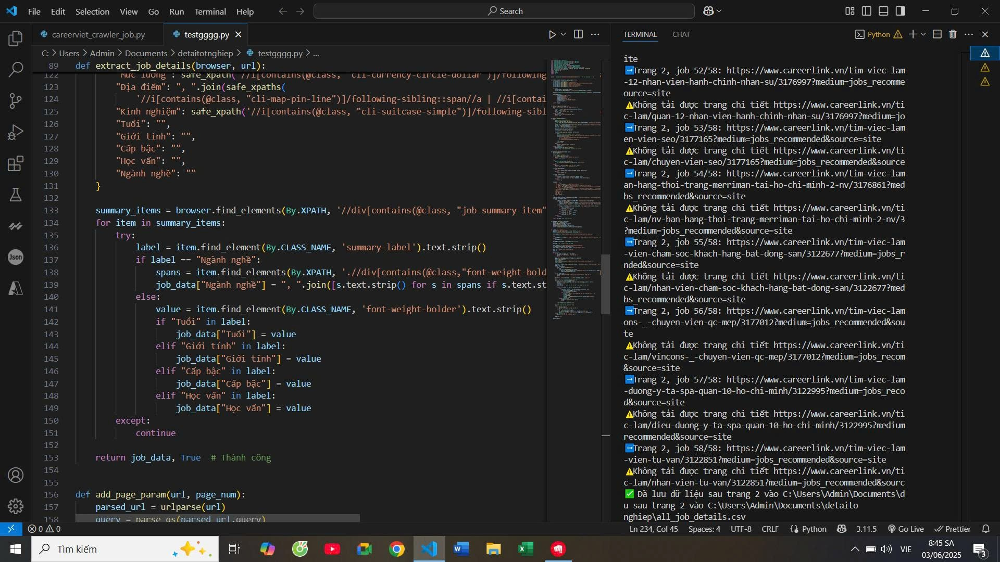 File Edit Selection View Go Run Terminal Help
Search
careerviet_crawler_job.py
testgggg.py
C: > Users > Admin > Documents > detaitotnghiep > testgggg.py > ...
89 def extract_job_details(browser, url):
122 "Mức lương": safe_xpath('//i[contains(@class, "cli-currency-circle-dollar")]/following
123 "Địa điểm": ", ".join(safe_xpaths(
124 '//i[contains(@class, "cli-map-pin-line")]/following-sibling::span//a | //i[contai
125 "Kinh nghiệm": safe_xpath('//i[contains(@class, "cli-suitcase-simple")]/following-sibl
126 "Tuổi": "",
127 "Giới tính": "",
128 "Cấp bậc": "",
129 "Học vấn": "",
130 "Ngành nghề": ""
131 }
132
133 summary_items = browser.find_elements(By.XPATH, '//div[contains(@class, "job-summary-item"
134 for item in summary_items:
135 try:
136 label = item.find_element(By.CLASS_NAME, 'summary-label').text.strip()
137 if label == "Ngành nghề":
138 spans = item.find_elements(By.XPATH, './/div[contains(@class,"font-weight-bold
139 job_data["Ngành nghề"] = ", ".join([s.text.strip() for s in spans if s.text.st
140 else:
141 value = item.find_element(By.CLASS_NAME, 'font-weight-bolder').text.strip()
142 if "Tuổi" in label:
143 job_data["Tuổi"] = value
144 elif "Giới tính" in label:
145 job_data["Giới tính"] = value
146 elif "Cấp bậc" in label:
147 job_data["Cấp bậc"] = value
148 elif "Học vấn" in label:
149 job_data["Học vấn"] = value
150 except:
151 continue
152
153 return job_data, True # Thành công
154
155
156 def add_page_param(url, page_num):
157 parsed_url = urlparse(url)
158 query = parse_qs(parsed_url.query)
TERMINAL CHAT
Python
ite
➡️Trang 2, job 52/58: https://www.careerlink.vn/tim-viec-lam
-12-nhan-vien-hanh-chinh-nhan-su/3176997?medium=jobs_recomme
ource=site
⚠️Không tải được trang chi tiết https://www.careerlink.vn/ti
c-lam/quan-12-nhan-vien-hanh-chinh-nhan-su/3176997?medium=jo
➡️Trang 2, job 53/58: https://www.careerlink.vn/tim-viec-lam
en-vien-seo/3177165?medium=jobs_recommended&source=site
⚠️Không tải được trang chi tiết https://www.careerlink.vn/ti
c-lam/chuyen-vien-seo/3177165?medium=jobs_recommended&source
➡️Trang 2, job 54/58: https://www.careerlink.vn/tim-viec-lam
an-hang-thoi-trang-merriman-tai-ho-chi-minh-2-nv/3176861?med
bs_recommended&source=site
⚠️Không tải được trang chi tiết https://www.careerlink.vn/ti
c-lam/nv-ban-hang-thoi-trang-merriman-tai-ho-chi-minh-2-nv/3
?medium=jobs_recommended&source=site
➡️Trang 2, job 55/58: https://www.careerlink.vn/tim-viec-lam
-vien-cham-soc-khach-hang-bat-dong-san/3122677?medium=jobs_r
nded&source=site
⚠️Không tải được trang chi tiết https://www.careerlink.vn/ti
c-lam/nhan-vien-cham-soc-khach-hang-bat-dong-san/3122677?med
bs_recommended&source=site
➡️Trang 2, job 56/58: https://www.careerlink.vn/tim-viec-lam
ons-_-chuyen-vien-qc-mep/3177012?medium=jobs_recommended&sou
te
⚠️Không tải được trang chi tiết https://www.careerlink.vn/ti
c-lam/vincons-_-chuyen-vien-qc-mep/3177012?medium=jobs_recom
&source=site
➡️Trang 2, job 57/58: https://www.careerlink.vn/tim-viec-lam
-duong-y-ta-spa-quan-10-ho-chi-minh/3122995?medium=jobs_reco
d&source=site
⚠️Không tải được trang chi tiết https://www.careerlink.vn/ti
c-lam/dieu-duong-y-ta-spa-quan-10-ho-chi-minh/3122995?medium
recommended&source=site
➡️Trang 2, job 58/58: https://www.careerlink.vn/tim-viec-lam
-vien-tu-van/3122851?medium=jobs_recommended&source=site
⚠️Không tải được trang chi tiết https://www.careerlink.vn/ti
c-lam/nhan-vien-tu-van/3122851?medium=jobs_recommended&sourc
✅ Đã lưu dữ liệu sau trang 2 vào C:\Users\Admin\Documents\d
u sau trang 2 vào C:\Users\Admin\Documents\detaito
nghiep\all_job_details.csv
Json
0 0
Ln 234, Col 45 Spaces: 4 UTF-8 CRLF Python 3.11.5 Go Live Prettier
Tìm kiếm
VIE
8:45 SA
03/06/2025
3